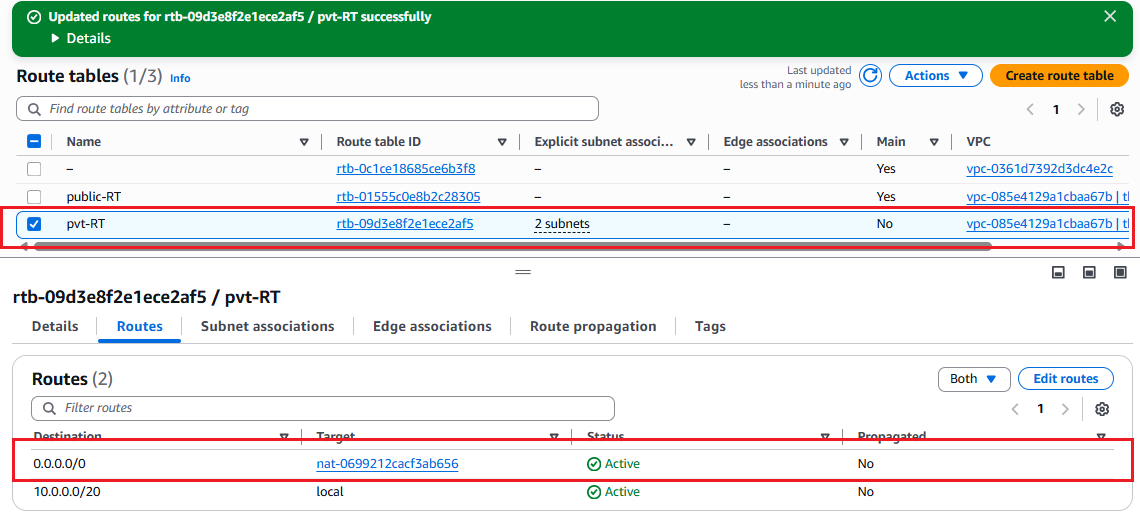 Updated routes for rtb-09d3e8f2e1ece2af5 / pvt-RT successfully
Details
Route tables (1/3) Info
Last updated
less than a minute ago
Actions
Create route table
Find route tables by attribute or tag
1
Name Route table ID Explicit subnet associ... Edge associations Main VPC
– rtb-0c1ce18685ce6b3f8 – – Yes vpc-0361d7392d3dc4e2c
public-RT rtb-01555c0e8b2c28305 – – Yes vpc-085e4129a1cbaa67b | tl
pvt-RT rtb-09d3e8f2e1ece2af5 2 subnets – No vpc-085e4129a1cbaa67b | tl
rtb-09d3e8f2e1ece2af5 / pvt-RT
Details Routes Subnet associations Edge associations Route propagation Tags
Routes (2)
Both
Edit routes
Filter routes
1
Destination Target Status Propagated
0.0.0.0/0 nat-0699212cacf3ab656 Active No
10.0.0.0/20 local Active No